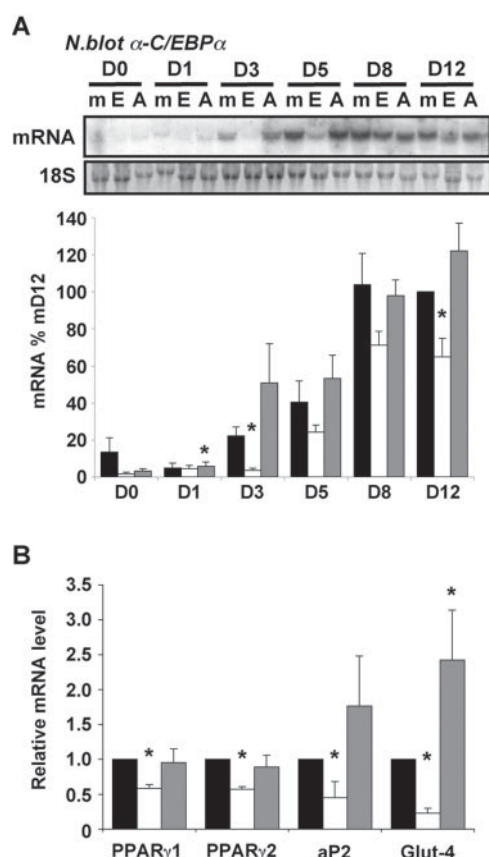 A
N.blot α-C/EBPα
D0 D1 D3 D5 D8 D12
m E A m E A m E A m E A m E A m E A
mRNA
18S
mRNA % mD12
140
120
100
80
60
40
20
0
* * *
D0 D1 D3 D5 D8 D12
B
Relative mRNA level
3.5
3.0
2.5
2.0
1.5
1.0
0.5
0
* * * * *
PPARγ1 PPARγ2 aP2 Glut-4